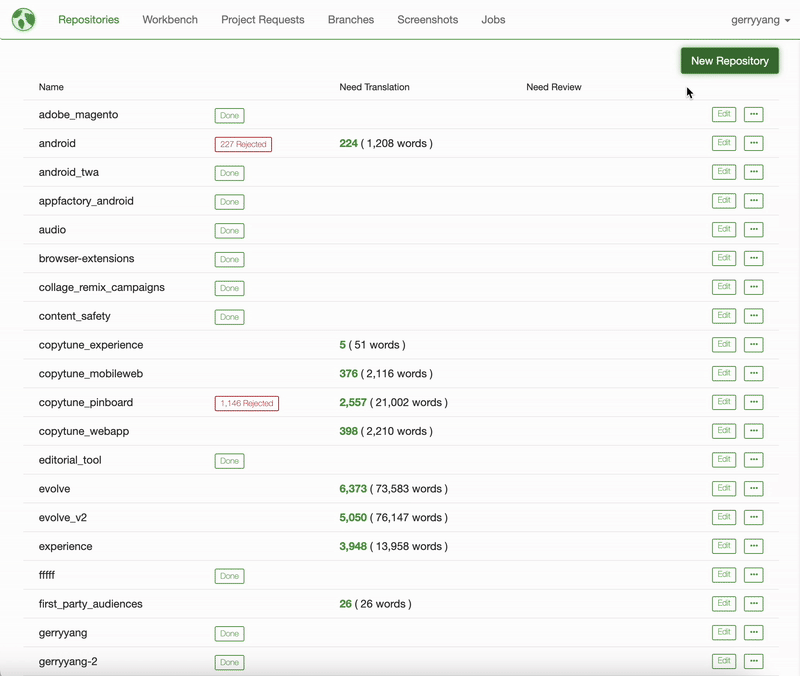 Repositories Workbench Project Requests Branches Screenshots Jobs gerryyang
New Repository
Name Need Translation Need Review
adobe_magento Done Edit
android 227 Rejected 224 ( 1,208 words ) Edit
android_twa Done Edit
appfactory_android Done Edit
audio Done Edit
browser-extensions Done Edit
collage_remix_campaigns Done Edit
content_safety Done Edit
copytune_experience 5 ( 51 words ) Edit
copytune_mobileweb 376 ( 2,116 words ) Edit
copytune_pinboard 1,146 Rejected 2,557 ( 21,002 words ) Edit
copytune_webapp 398 ( 2,210 words ) Edit
editorial_tool Done Edit
evolve 6,373 ( 73,583 words ) Edit
evolve_v2 5,050 ( 76,147 words ) Edit
experience 3,948 ( 13,958 words ) Edit
fffff Done Edit
first_party_audiences 26 ( 26 words ) Edit
gerryyang Done Edit
gerryyang-2 Done Edit